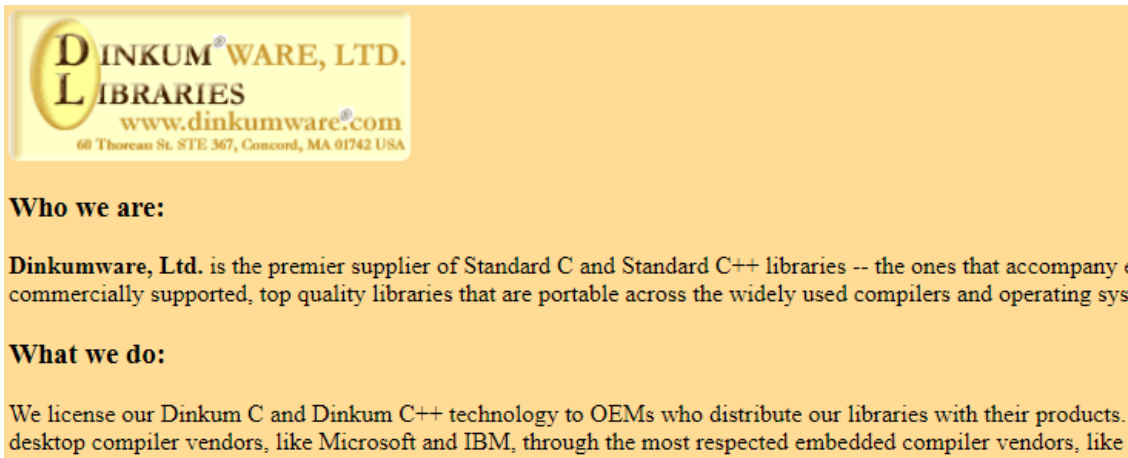 DINKUM®WARE, LTD.
LIBRARIES
www.dinkumware®.com
60 Thoreau St. STE 367, Concord, MA 01742 USA
Who we are:
Dinkumware, Ltd. is the premier supplier of Standard C and Standard C++ libraries -- the ones that accompany
commercially supported, top quality libraries that are portable across the widely used compilers and operating sys
What we do:
We license our Dinkum C and Dinkum C++ technology to OEMs who distribute our libraries with their products.
desktop compiler vendors, like Microsoft and IBM, through the most respected embedded compiler vendors, like